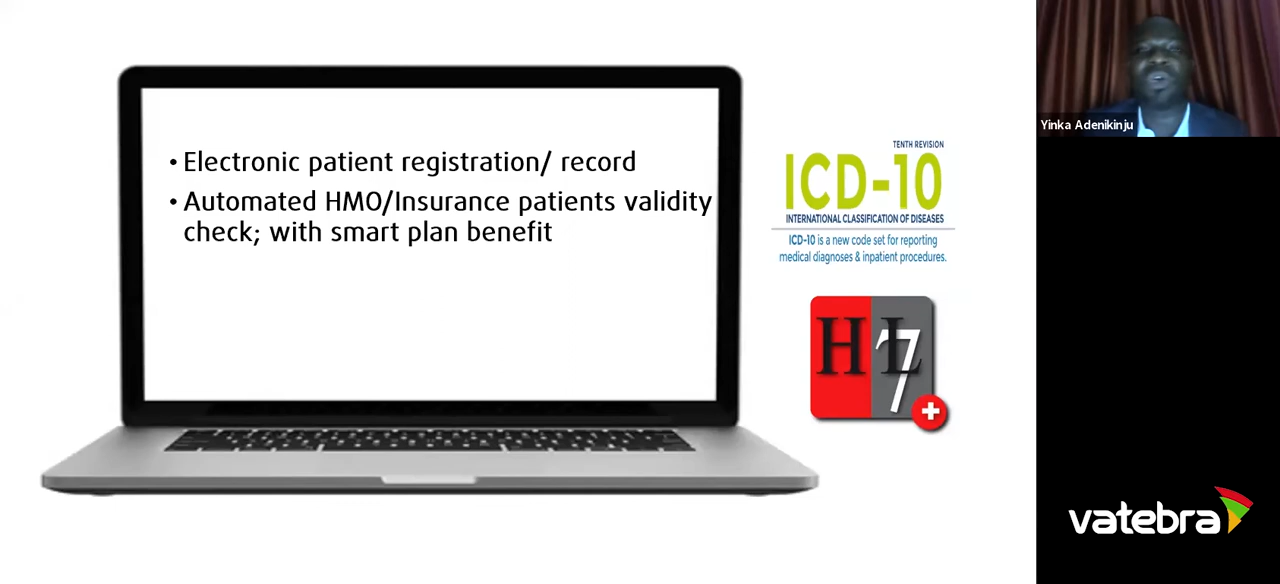 • Electronic patient registration/ record
• Automated HMO/Insurance patients validity
check; with smart plan benefit
TENTH REVISION
ICD-10
INTERNATIONAL CLASSIFICATION OF DISEASES
ICD-10 is a new code set for reporting
medical diagnoses & inpatient procedures.
HL7
Yinka Adenikinju
vatebra